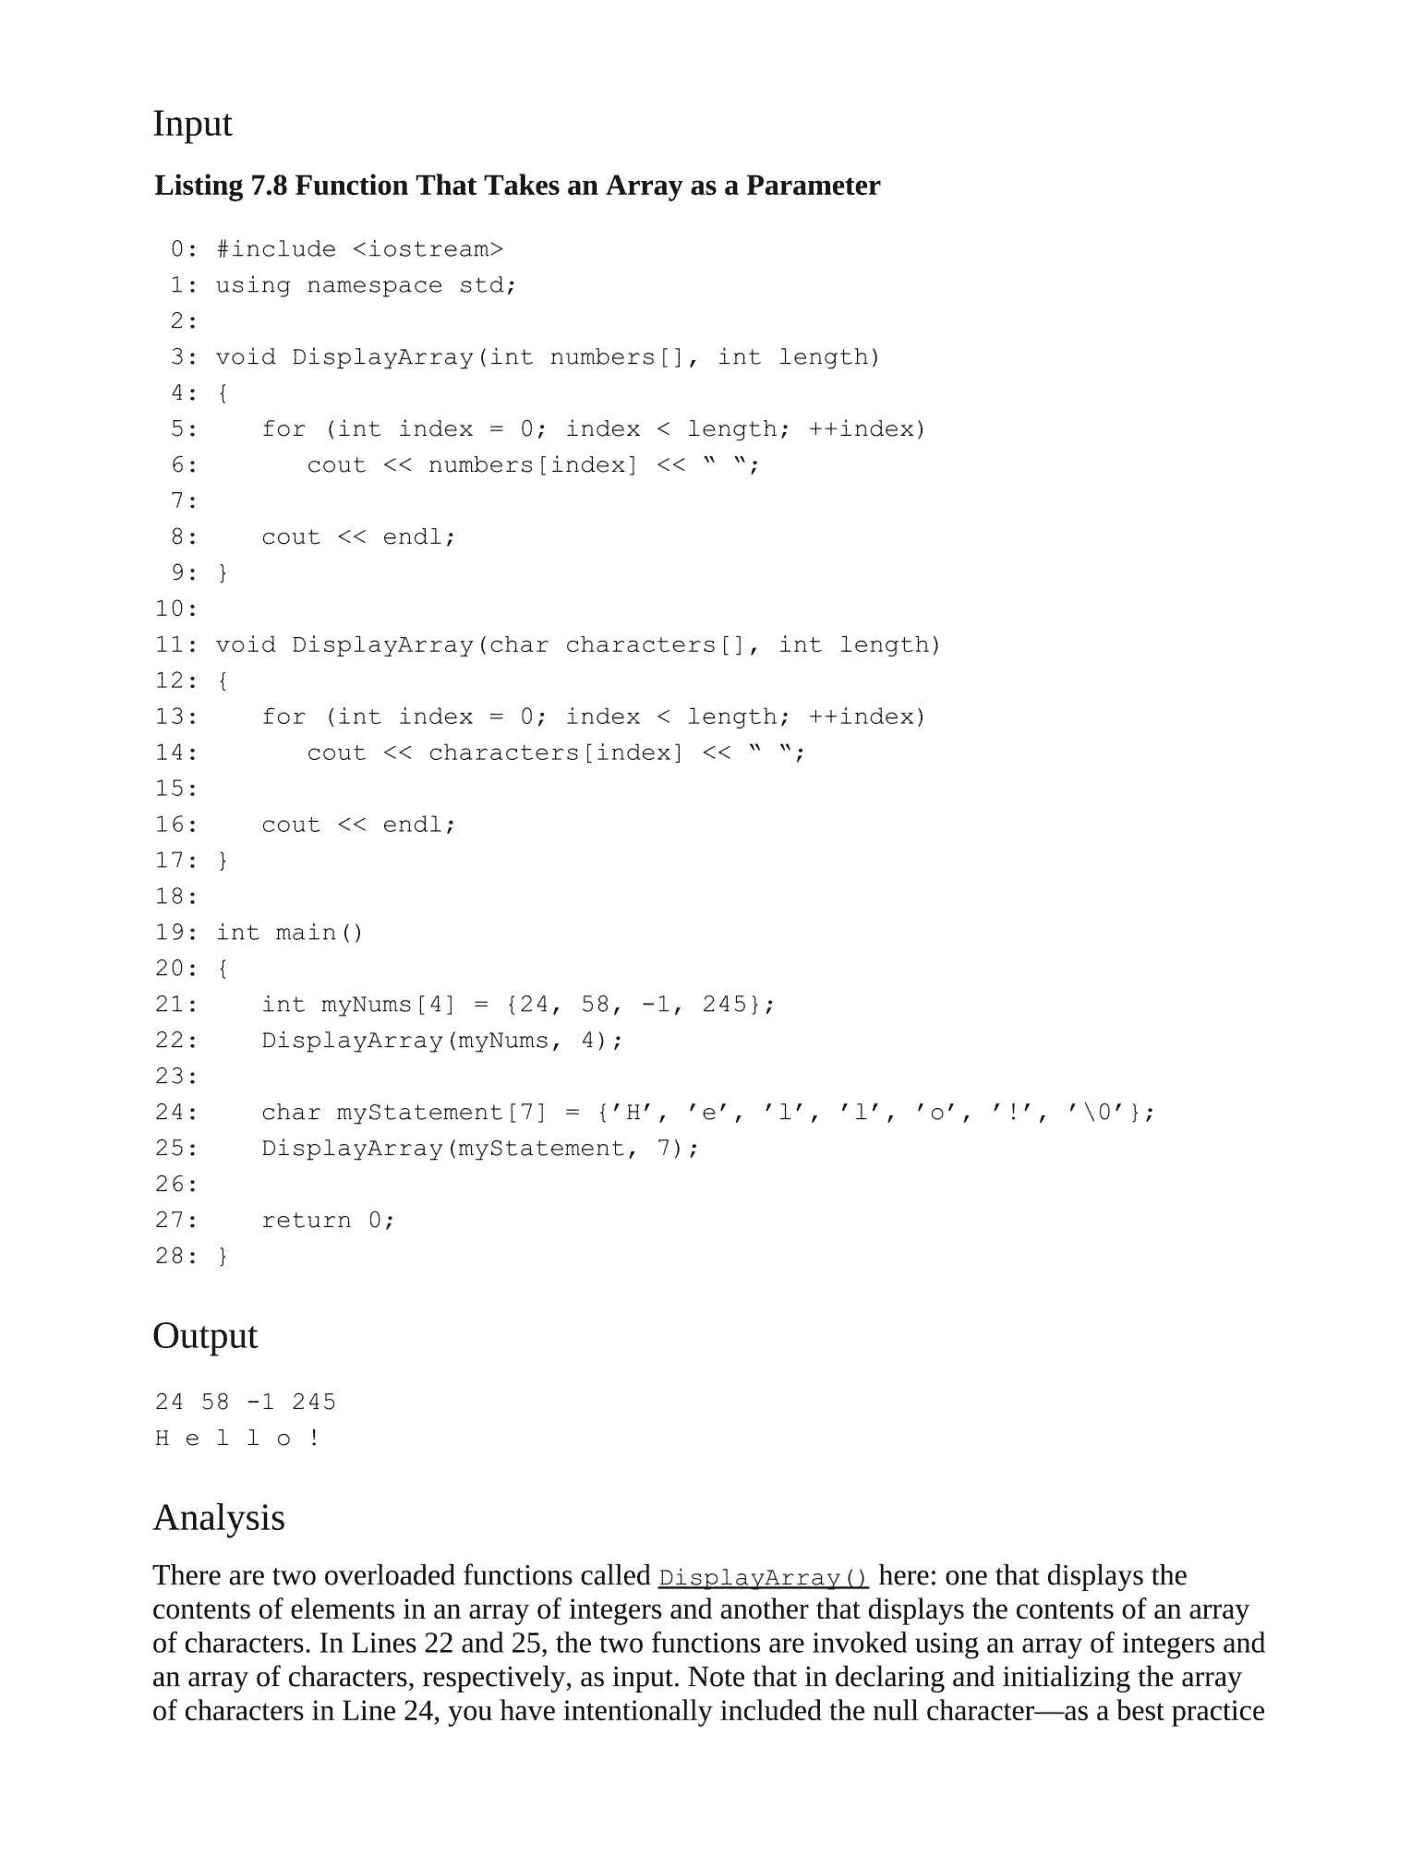 Input
Listing 7.8 Function That Takes an Array as a Parameter
 0: #include <iostream>
 1: using namespace std;
 2:
 3: void DisplayArray(int numbers[], int length)
 4: {
 5:    for (int index = 0; index < length; ++index)
 6:       cout << numbers[index] << “ “;
 7:
 8:    cout << endl;
 9: }
10:
11: void DisplayArray(char characters[], int length)
12: {
13:    for (int index = 0; index < length; ++index)
14:       cout << characters[index] << “ “;
15:
16:    cout << endl;
17: }
18:
19: int main()
20: {
21:    int myNums[4] = {24, 58, -1, 245};
22:    DisplayArray(myNums, 4);
23:
24:    char myStatement[7] = {’H’, ’e’, ’l’, ’l’, ’o’, ’!’, ’\0’};
25:    DisplayArray(myStatement, 7);
26:
27:    return 0;
28: }
Output
24 58 -1 245
H e l l o !
Analysis
There are two overloaded functions called DisplayArray() here: one that displays the
contents of elements in an array of integers and another that displays the contents of an array
of characters. In Lines 22 and 25, the two functions are invoked using an array of integers and
an array of characters, respectively, as input. Note that in declaring and initializing the array
of characters in Line 24, you have intentionally included the null character—as a best practice